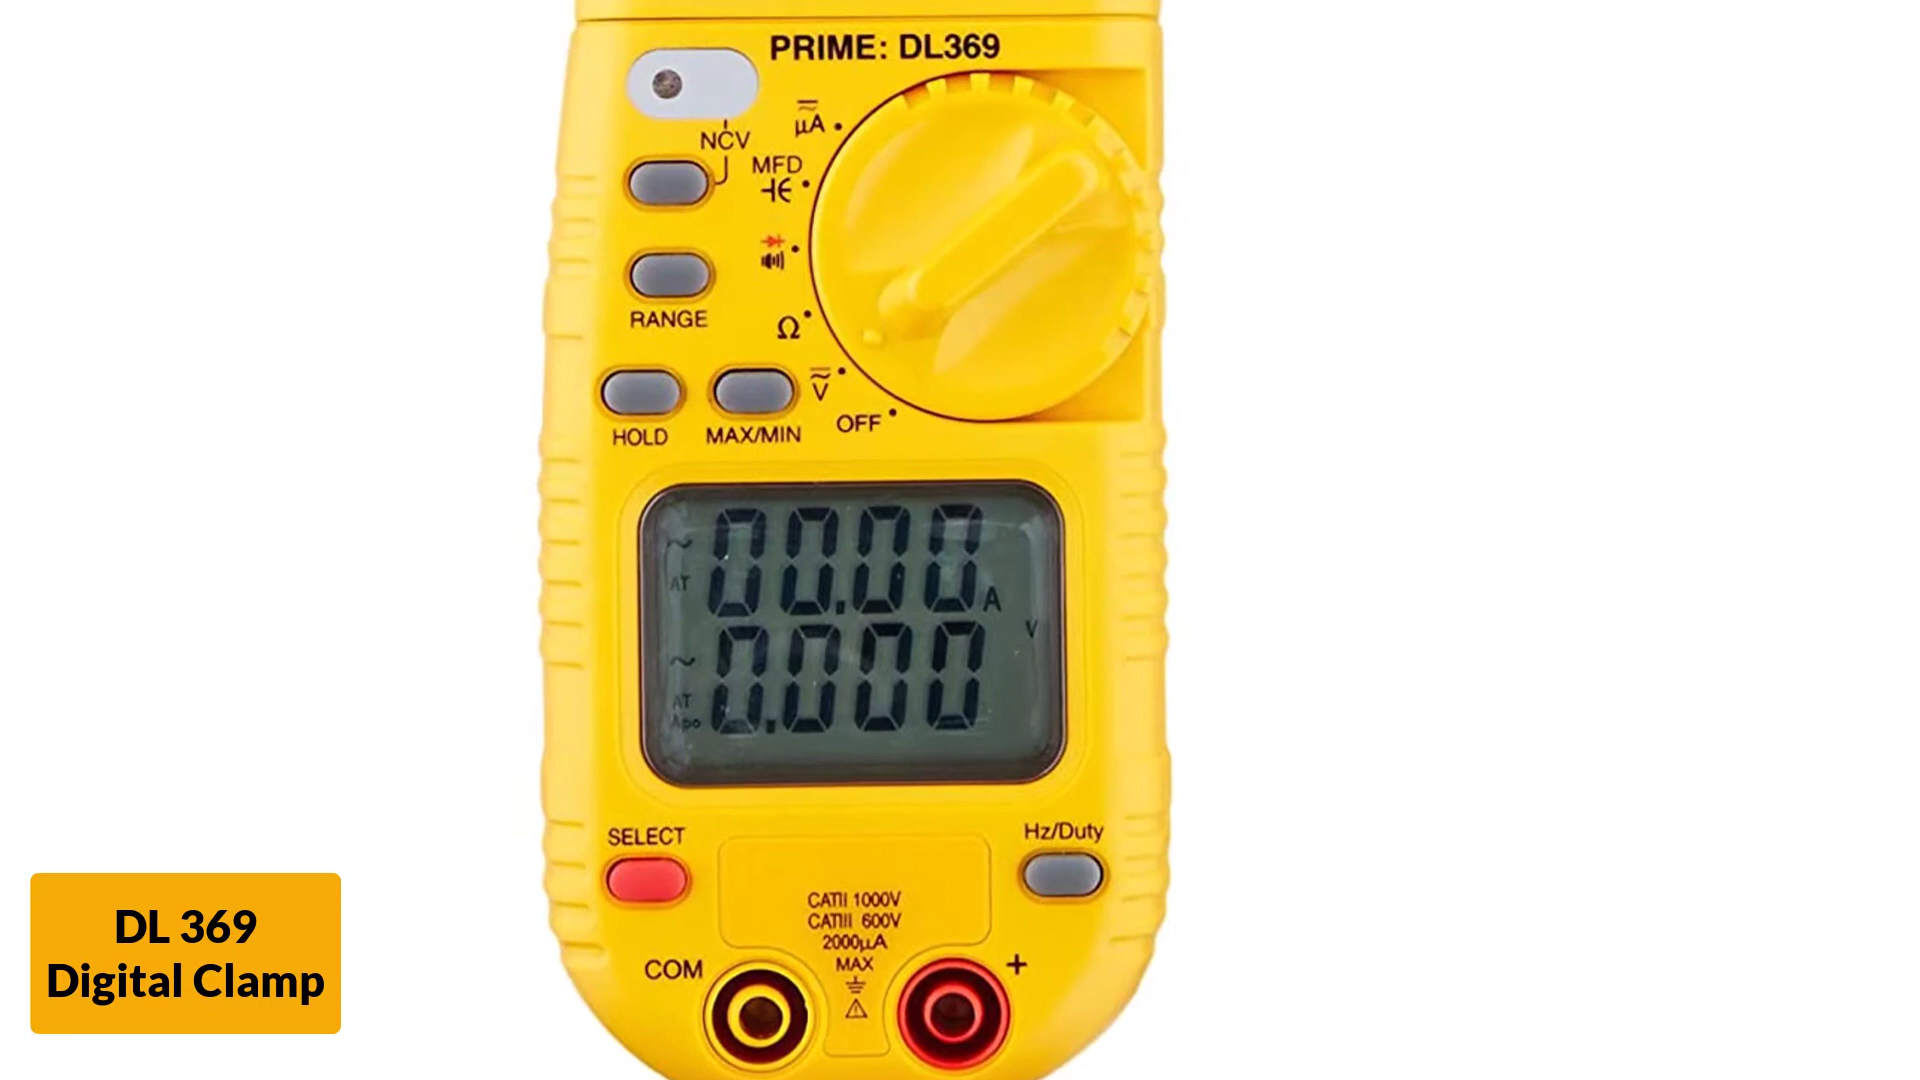 PRIME: DL369
µA
NCV
MFD
RANGE
Ω
V
HOLD
MAX/MIN
OFF
00.00 A
AT
V
0.000
AT
Apo
SELECT
Hz/Duty
CATII 1000V
CATIII 600V
2000µA
MAX
COM
+
DL 369
Digital Clamp